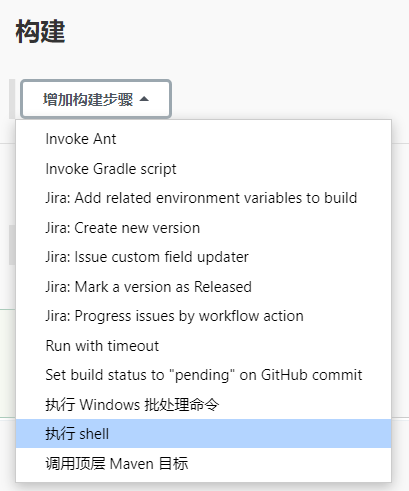 构建
增加构建步骤
Invoke Ant
Invoke Gradle script
Jira: Add related environment variables to build
Jira: Create new version
Jira: Issue custom field updater
Jira: Mark a version as Released
Jira: Progress issues by workflow action
Run with timeout
Set build status to "pending" on GitHub commit
执行 Windows 批处理命令
执行 shell
调用顶层 Maven 目标